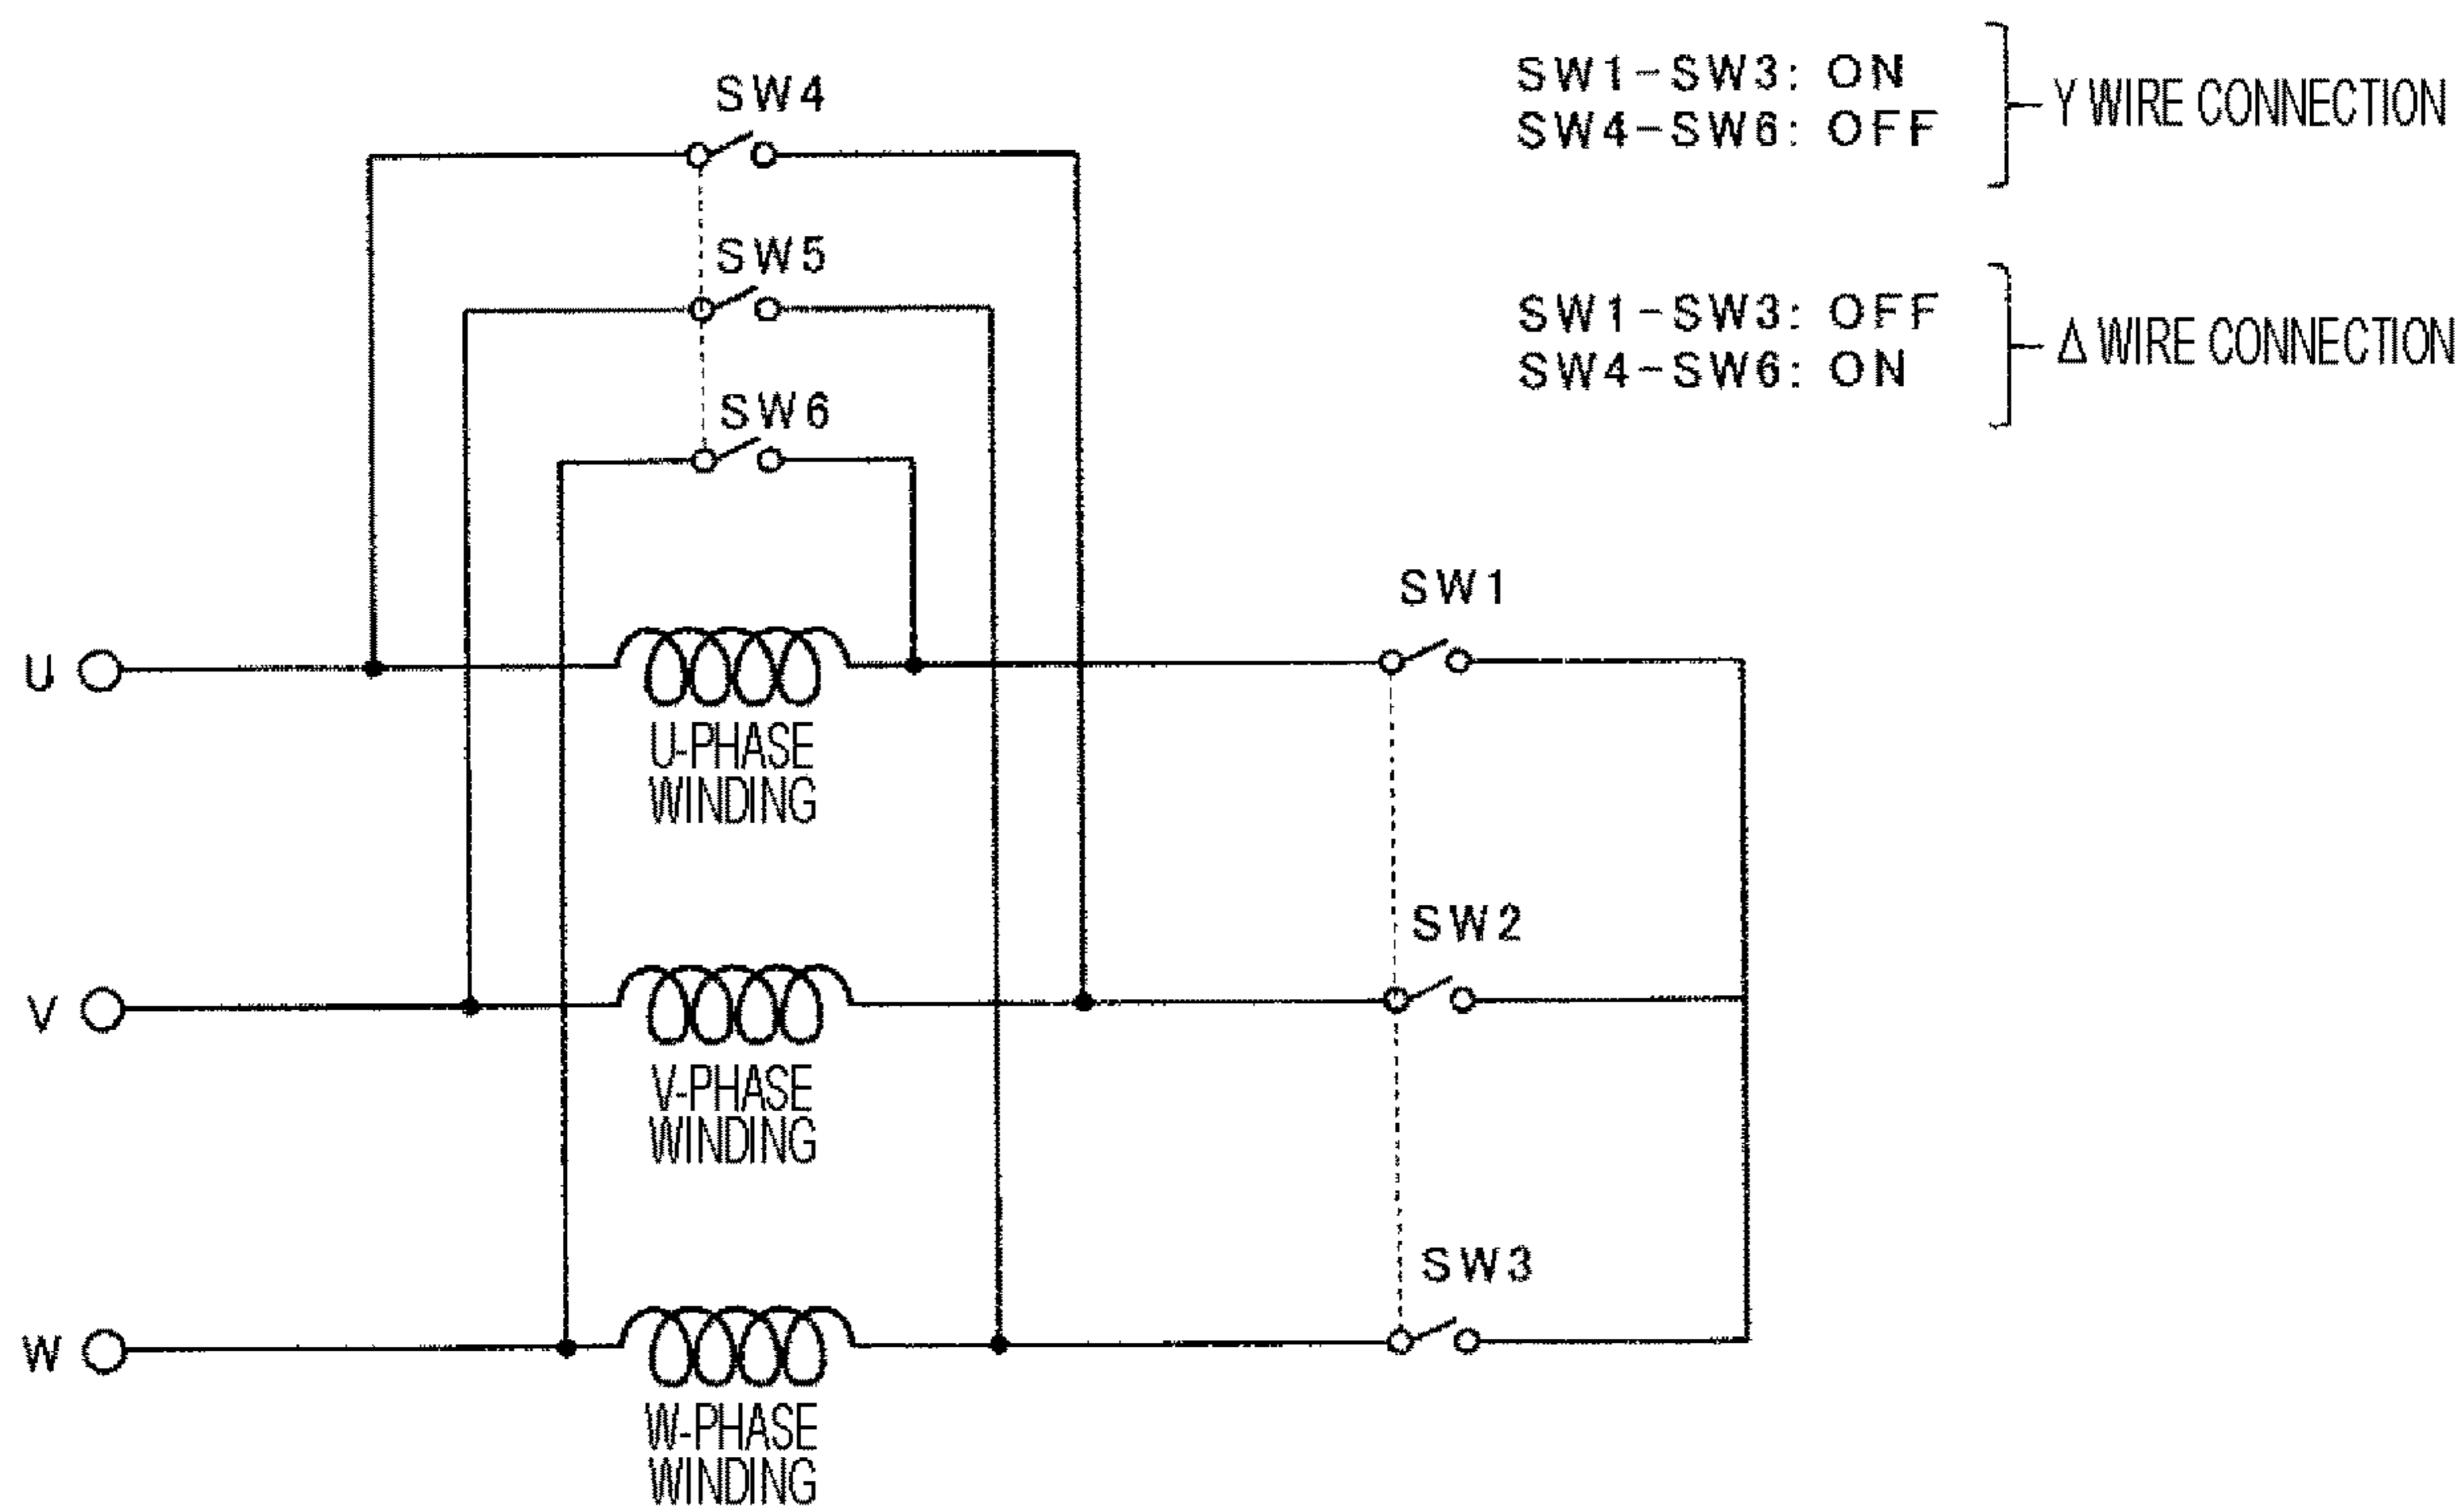 SW4
SW1-SW3: ON
SW4-SW6: OFF
Y WIRE CONNECTION
SW5
SW1-SW3: OFF
SW4-SW6: ON
Δ WIRE CONNECTION
SW6
SW1
U
U-PHASE
WINDING
SW2
V
V-PHASE
WINDING
SW3
W
W-PHASE
WINDING